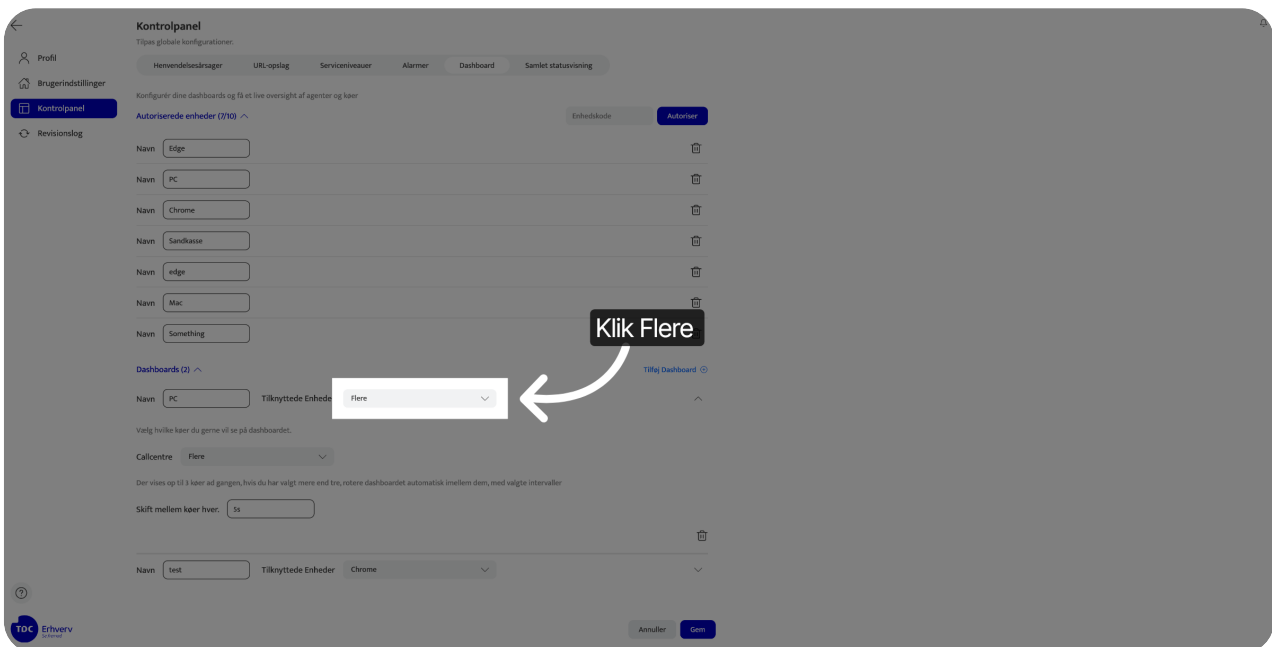 Kontrolpanel
Tilpas globale konfigurationer.
Profil
Brugerindstillinger
Kontrolpanel
Revisionslog
Henvendelsesårsager URL-opslag Serviceniveauer Alarmer Dashboard Samlet statusvisning
Konfigurér dine dashboards og få et live oversight af agenter og køer
Autoriserede enheder (7/10) Enhedskode Autoriser
Navn Edge
Navn PC
Navn Chrome
Navn Sandkasse
Navn edge
Navn Mac
Navn Something
Klik Flere
Dashboards (2) Tilføj Dashboard
Navn PC Tilknyttede Enheder Flere
Vælg hvilke køer du gerne vil se på dashboardet.
Callcentre Flere
Der vises op til 3 køer ad gangen, hvis du har valgt mere end tre, rotere dashboardet automatisk imellem dem, med valgte intervaller
Skift mellem køer hver. 5s
Navn test Tilknyttede Enheder Chrome
?
TDC Erhverv
Annuller Gem